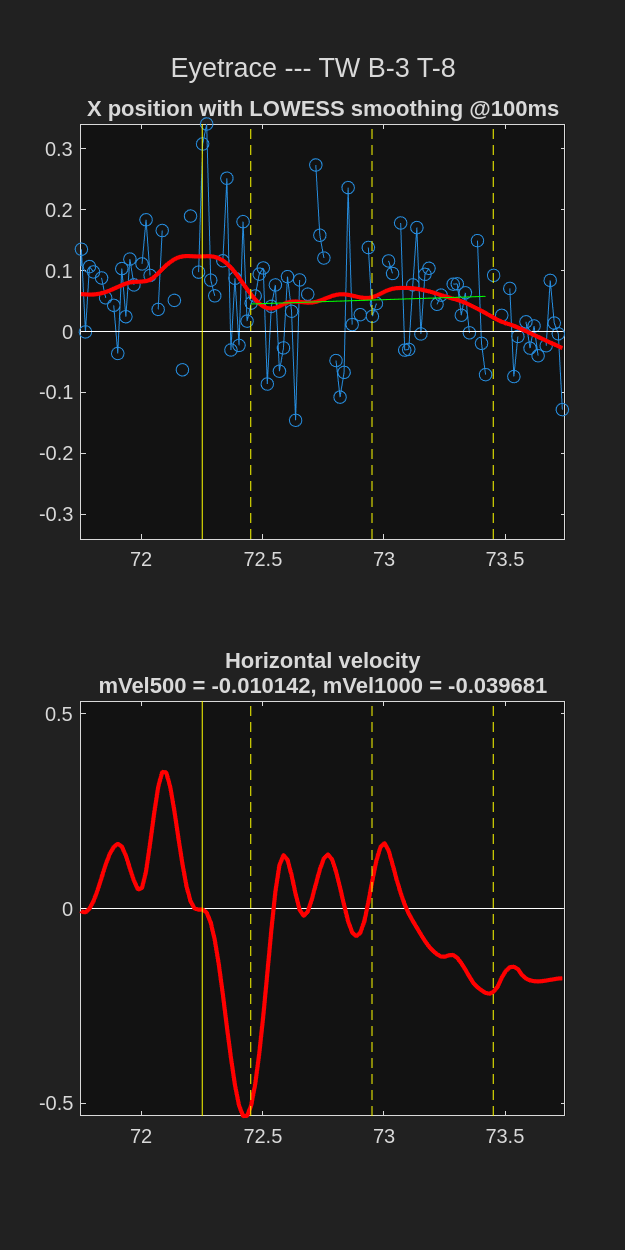 Eyetrace --- TW B-3 T-8
X position with LOWESS smoothing @100ms
0.3
0.2
0.1
0
-0.1
-0.2
-0.3
72 72.5 73 73.5
Horizontal velocity
mVel500 = -0.010142, mVel1000 = -0.039681
0.5
0
-0.5
72 72.5 73 73.5